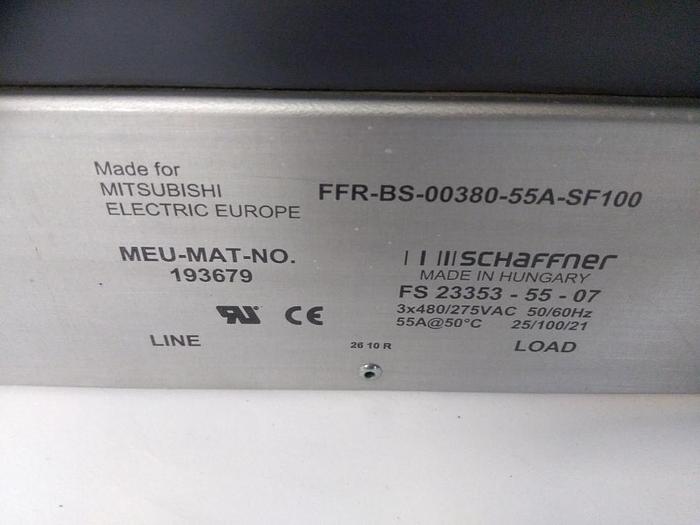 Made for
MITSUBISHI
ELECTRIC EUROPE
FFR-BS-00380-55A-SF100
MEU-MAT-NO.
193679
SCHAFFNER
MADE IN HUNGARY
FS 23353 - 55 - 07
3x480/275VAC 50/60Hz
55A@50°C 25/100/21
RU CE
LINE
26 10 R
LOAD